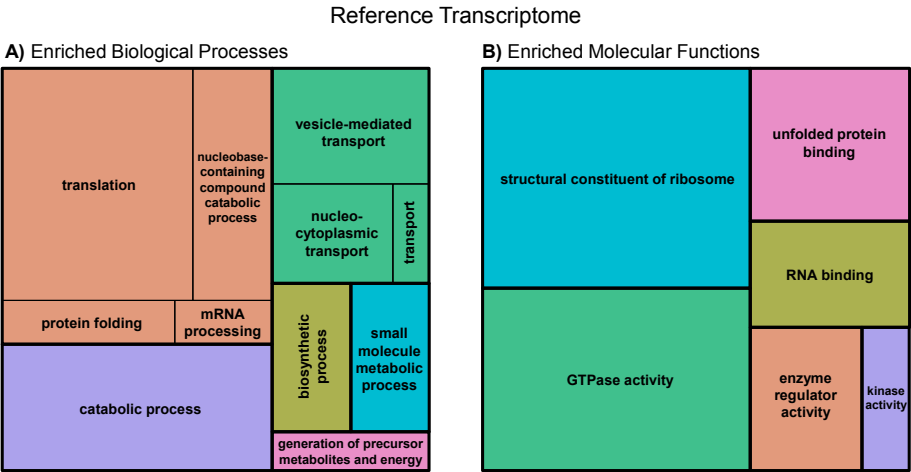 Reference Transcriptome
A) Enriched Biological Processes
translation
nucleobase-
containing
compound
catabolic
process
protein folding
mRNA
processing
catabolic process
vesicle-mediated
transport
nucleo-
cytoplasmic
transport
transport
biosynthetic
process
small
molecule
metabolic
process
generation of precursor
metabolites and energy
B) Enriched Molecular Functions
structural constituent of ribosome
GTPase activity
unfolded protein
binding
RNA binding
enzyme
regulator
activity
kinase
activity